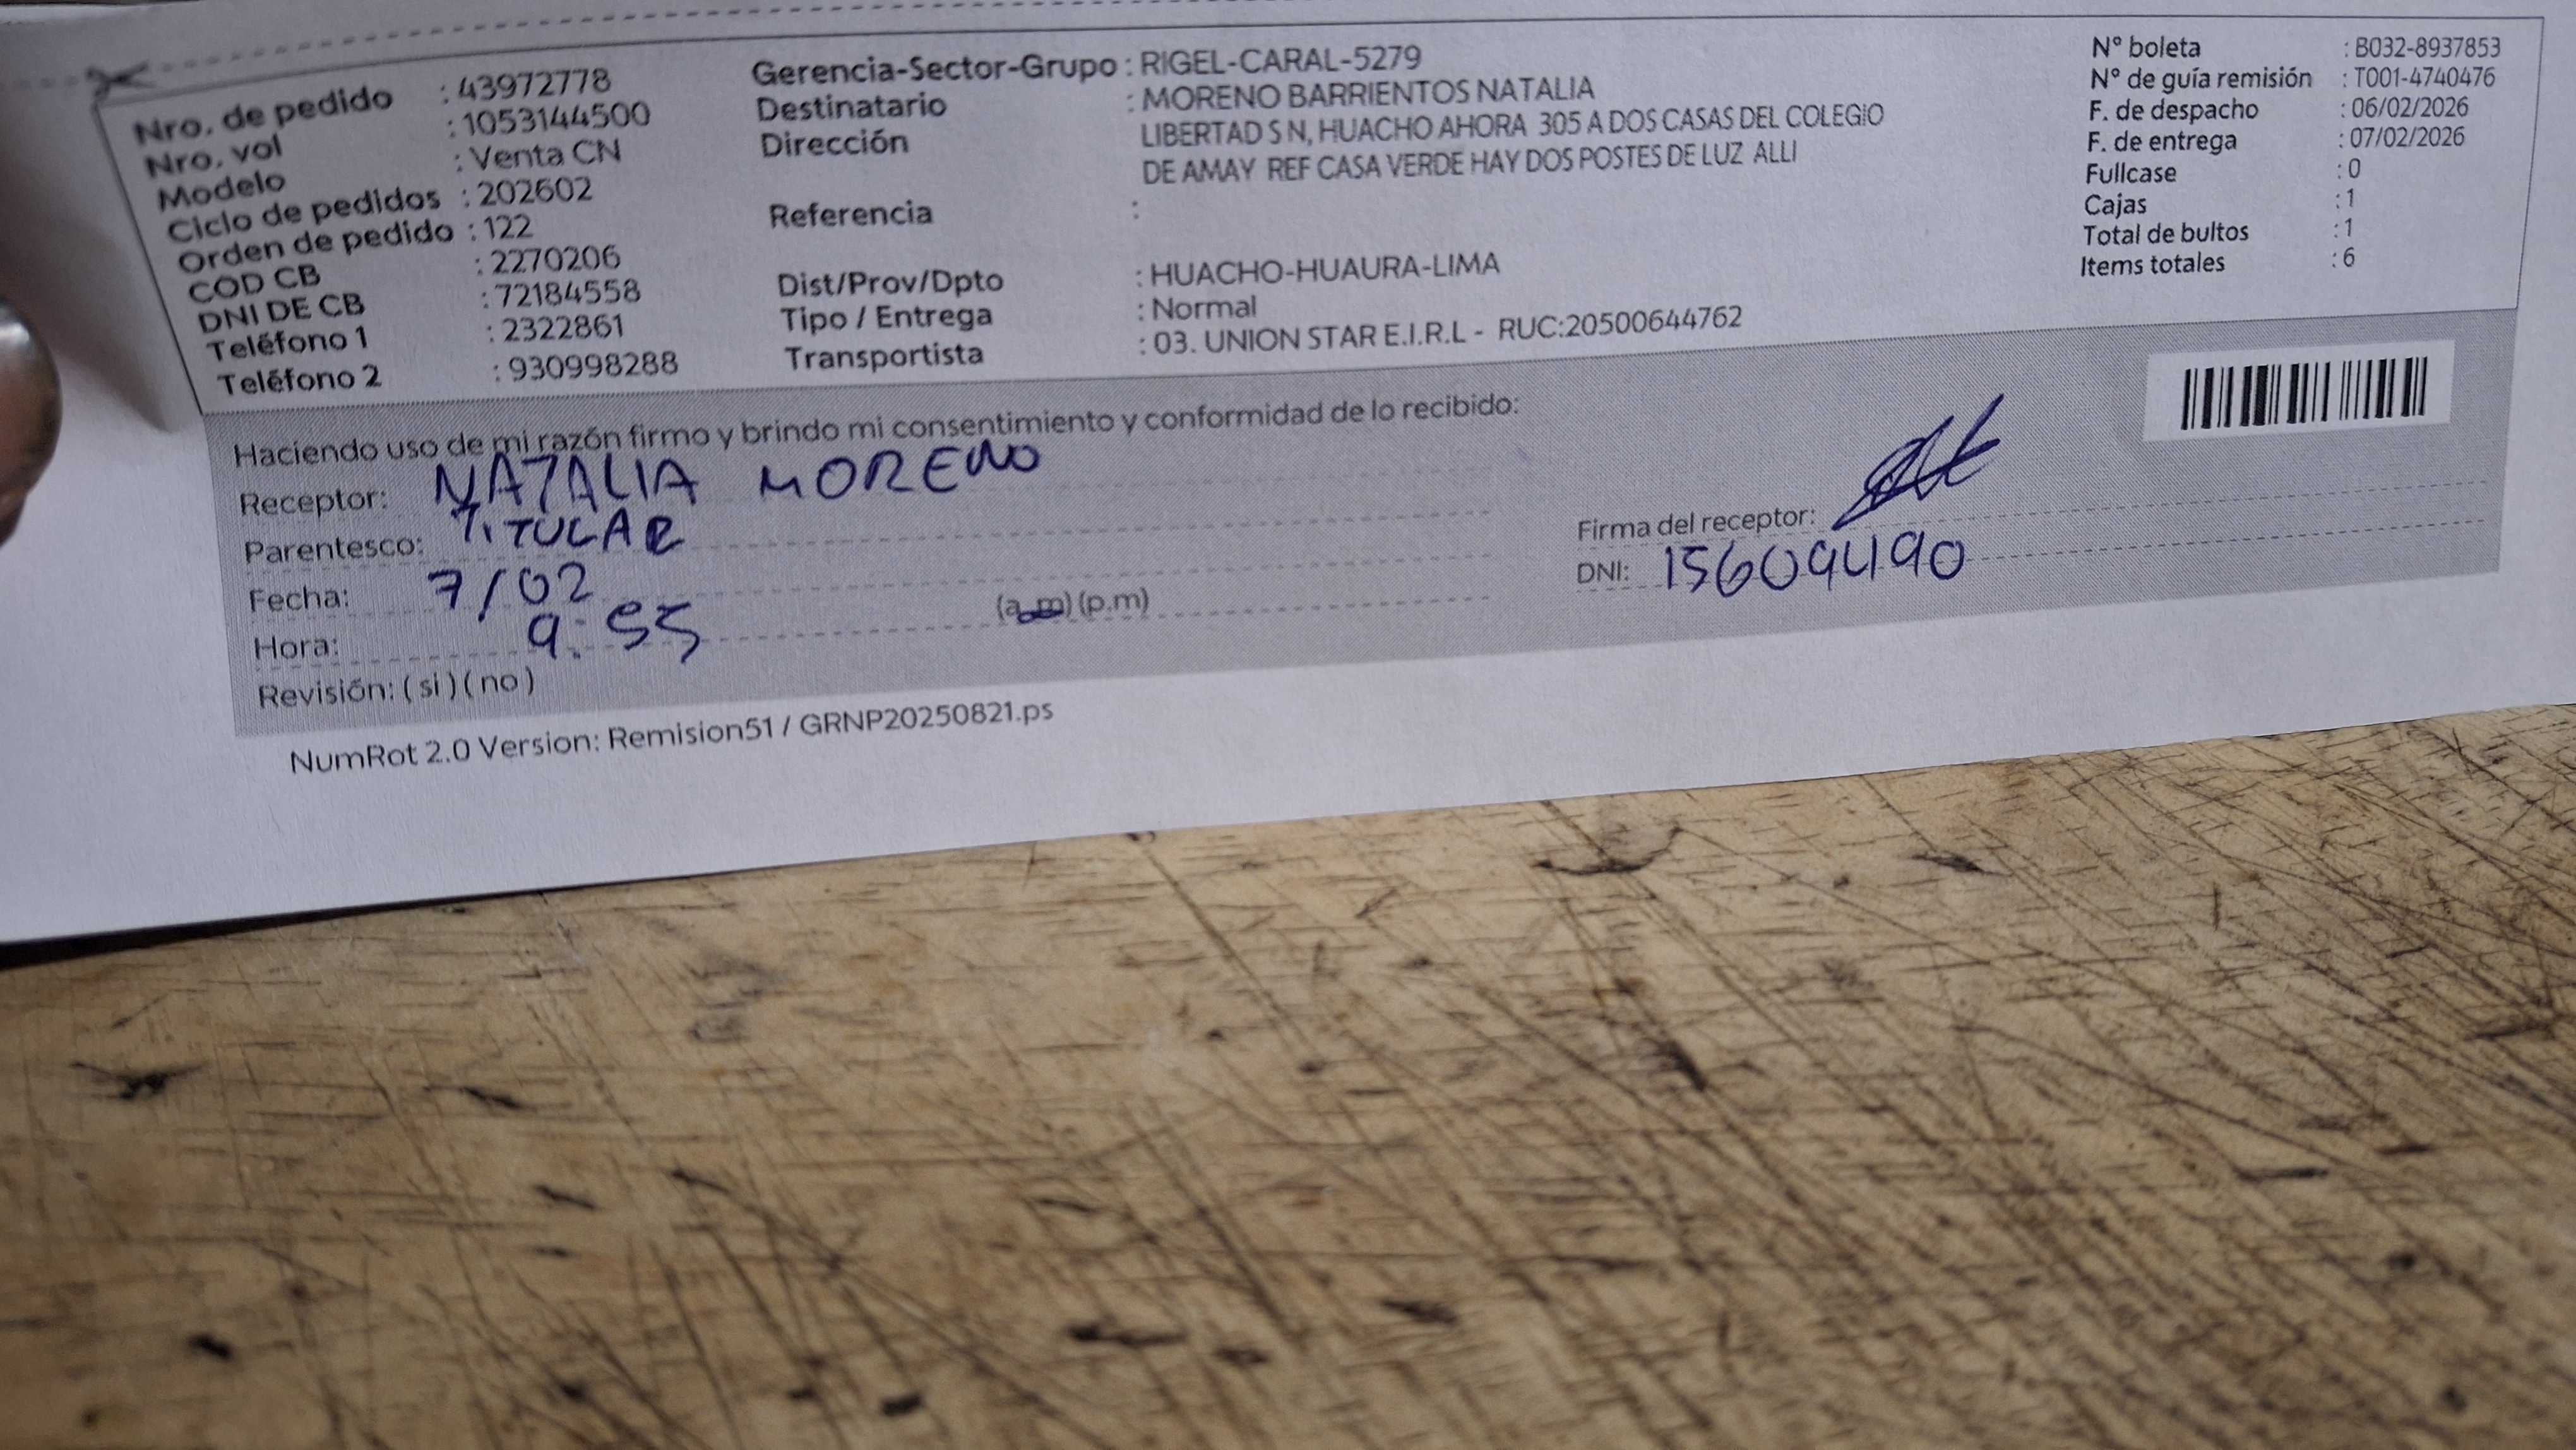 Nro. de pedido : 43972778
Nro. vol : 1053144500
Modelo : Venta CN
Ciclo de pedidos : 202602
Orden de pedido : 122
COD CB : 2270206
DNI DE CB : 72184558
Teléfono 1 : 2322861
Teléfono 2 : 930998288
Gerencia-Sector-Grupo : RIGEL-CARAL-5279
Destinatario : MORENO BARRIENTOS NATALIA
Dirección LIBERTAD S N, HUACHO AHORA 305 A DOS CASAS DEL COLEGIO
DE AMAY REF CASA VERDE HAY DOS POSTES DE LUZ ALLI
Referencia :
Dist/Prov/Dpto : HUACHO-HUAURA-LIMA
Tipo / Entrega : Normal
Transportista : 03. UNION STAR E.I.R.L - RUC:20500644762
N° boleta : B032-8937853
N° de guía remisión : T001-4740476
F. de despacho : 06/02/2026
F. de entrega : 07/02/2026
Fullcase : 0
Cajas : 1
Total de bultos : 1
Items totales : 6
Haciendo uso de mi razón firmo y brindo mi consentimiento y conformidad de lo recibido:
Receptor: NATALIA MORENO
Parentesco: TITULAR
Fecha: 7/02
Hora: 9:55 (a.m) (p.m)
Revisión: ( si ) ( no )
Firma del receptor:
DNI: 15609490
NumRot 2.0 Version: Remision51 / GRNP20250821.ps